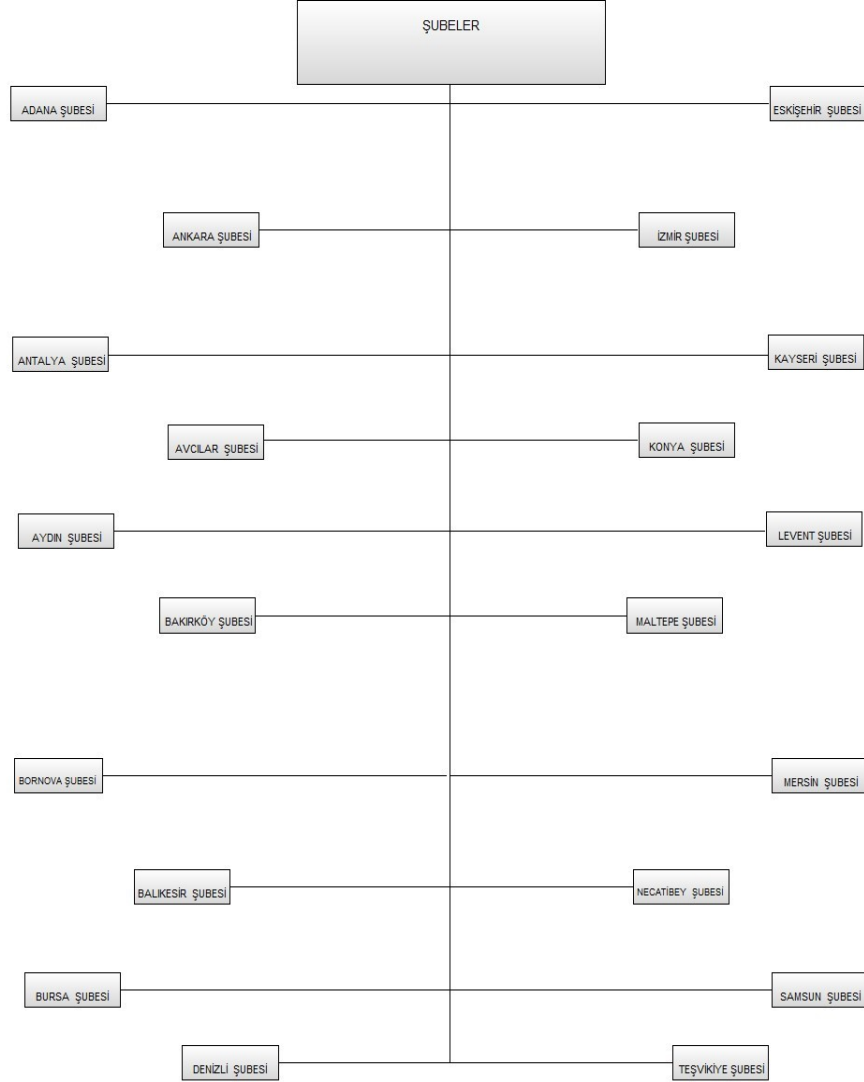 ŞUBELER
ADANA ŞUBESİ
ESKİŞEHİR ŞUBESİ
ANKARA ŞUBESİ
İZMİR ŞUBESİ
ANTALYA ŞUBESİ
KAYSERİ ŞUBESİ
AVCILAR ŞUBESİ
KONYA ŞUBESİ
AYDIN ŞUBESİ
LEVENT ŞUBESİ
BAKIRKÖY ŞUBESİ
MALTEPE ŞUBESİ
BORNOVA ŞUBESİ
MERSİN ŞUBESİ
BALIKESİR ŞUBESİ
NECATİBEY ŞUBESİ
BURSA ŞUBESİ
SAMSUN ŞUBESİ
DENİZLİ ŞUBESİ
TEŞVİKİYE ŞUBESİ